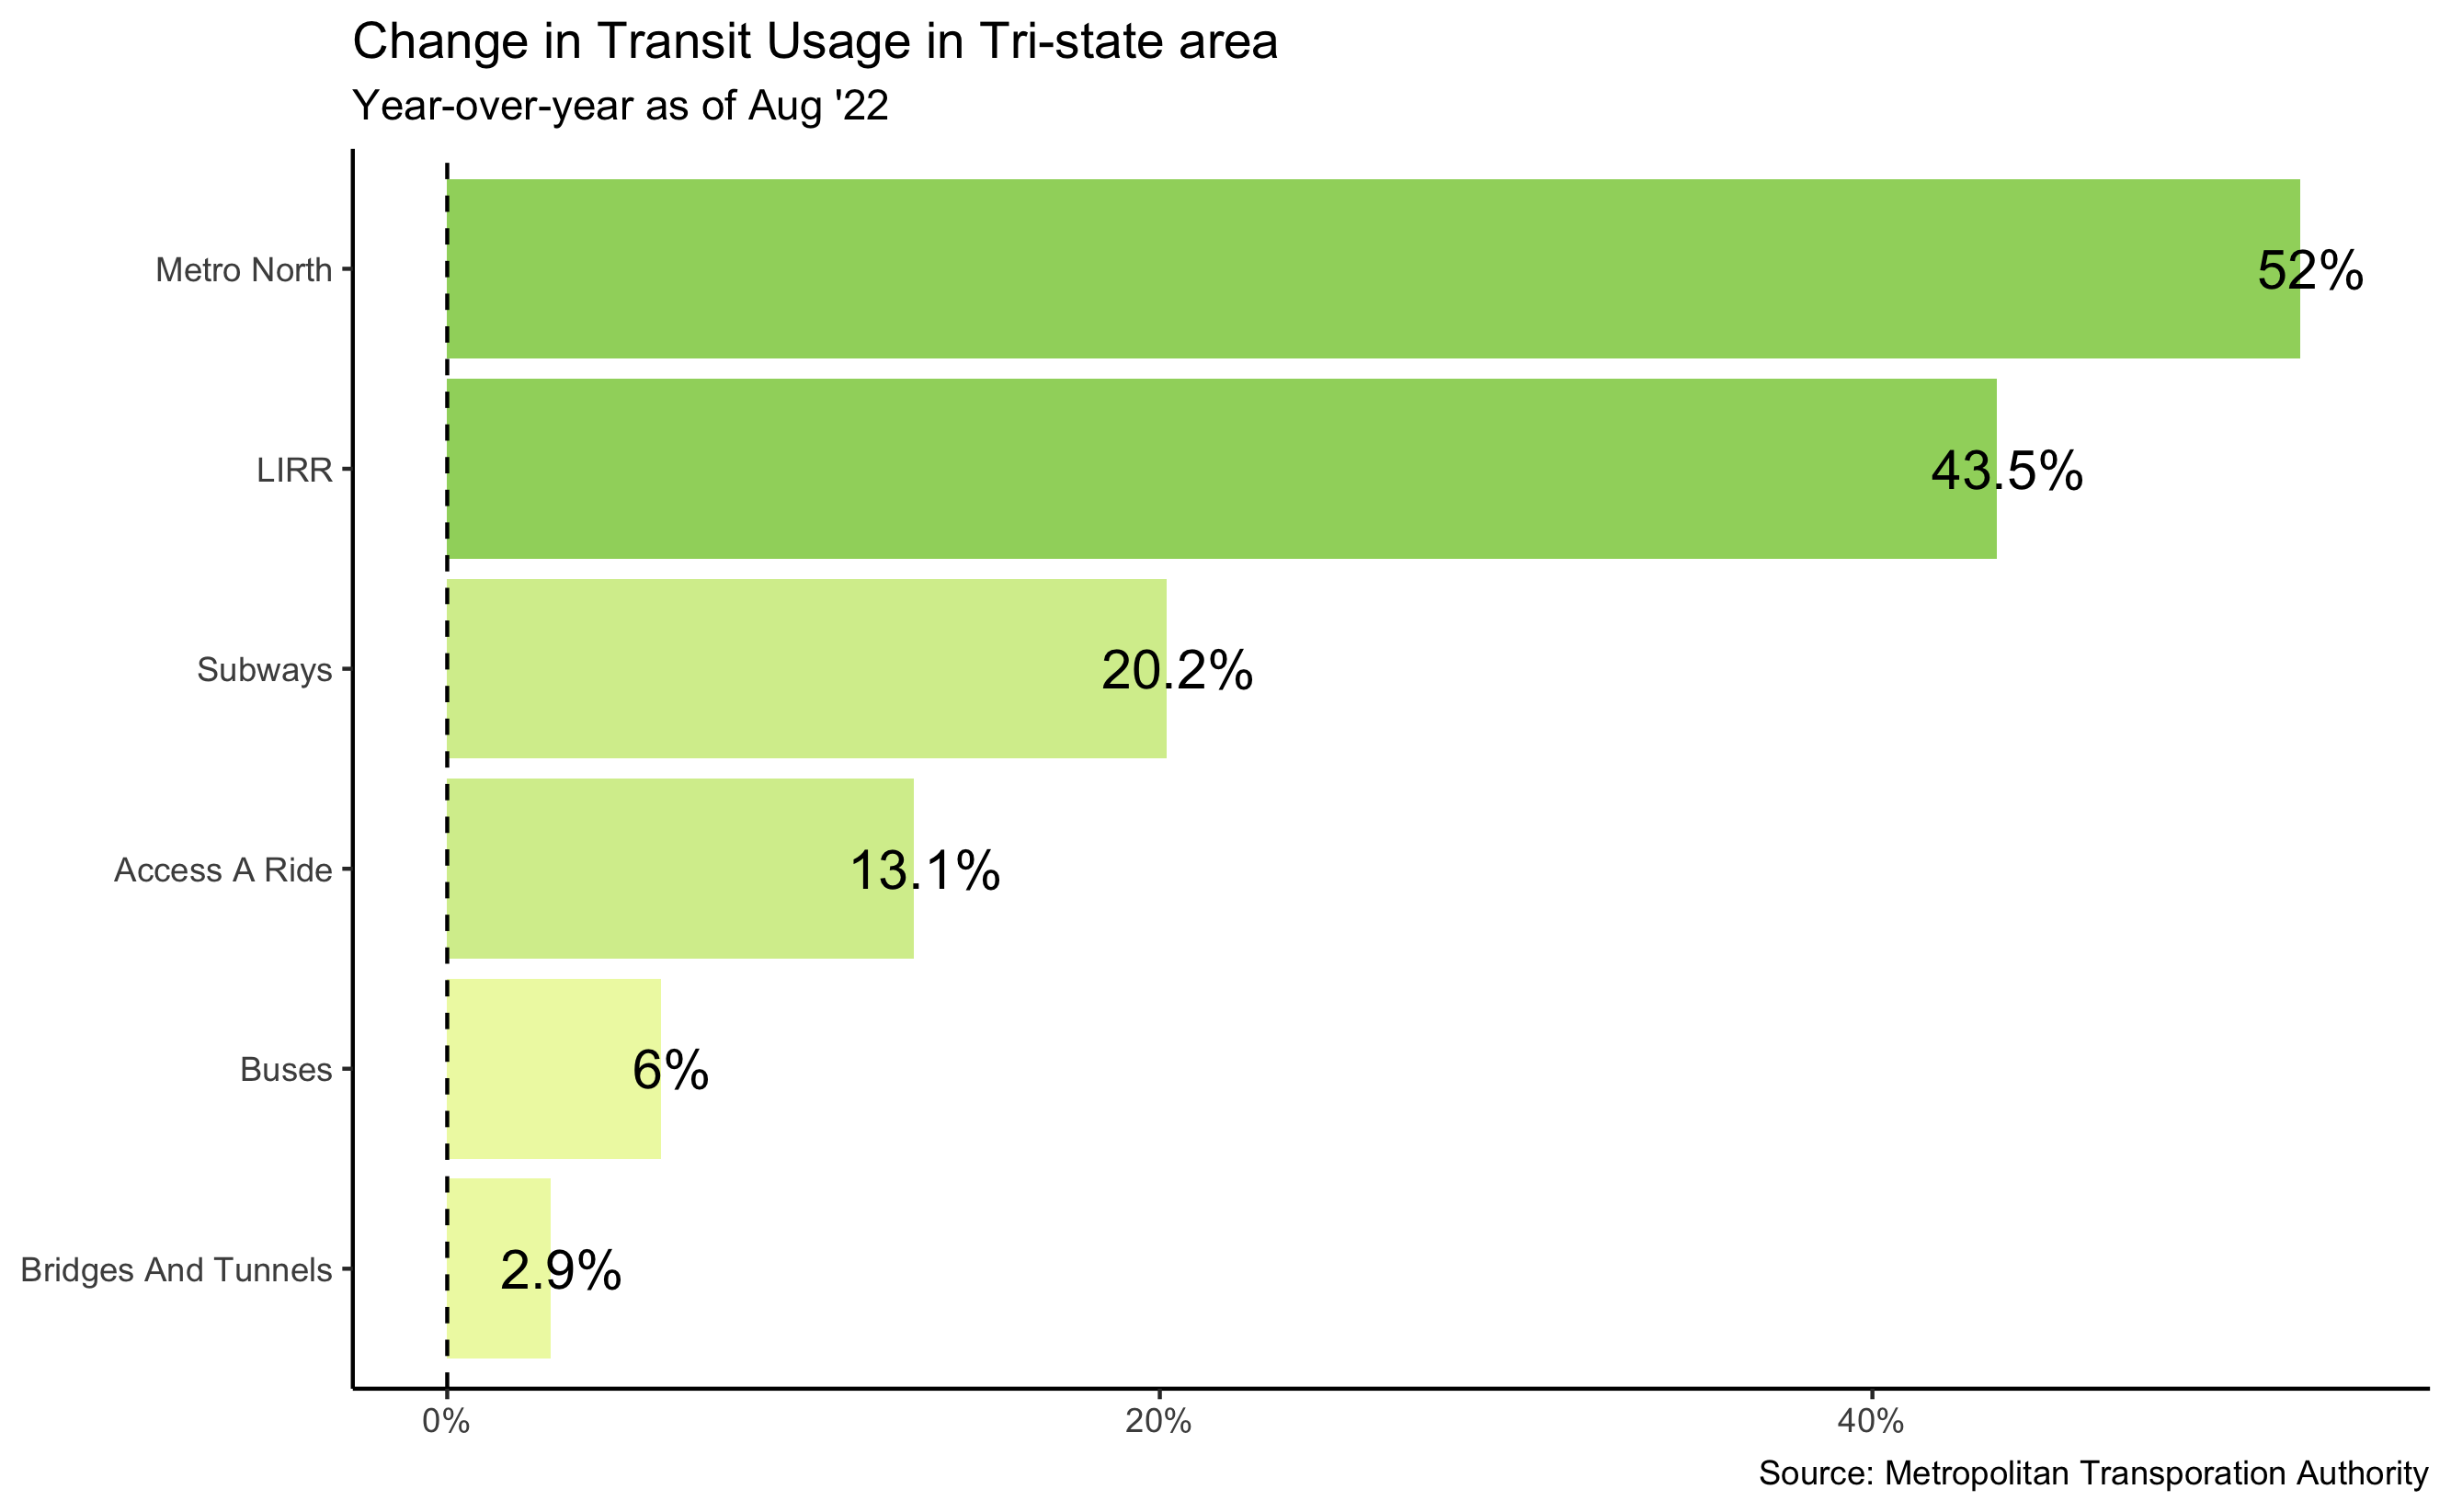 Change in Transit Usage in Tri-state area
Year-over-year as of Aug '22
Metro North
52%
LIRR
43.5%
Subways
20.2%
Access A Ride
13.1%
Buses
6%
Bridges And Tunnels
2.9%
0%
20%
40%
Source: Metropolitan Transporation Authority